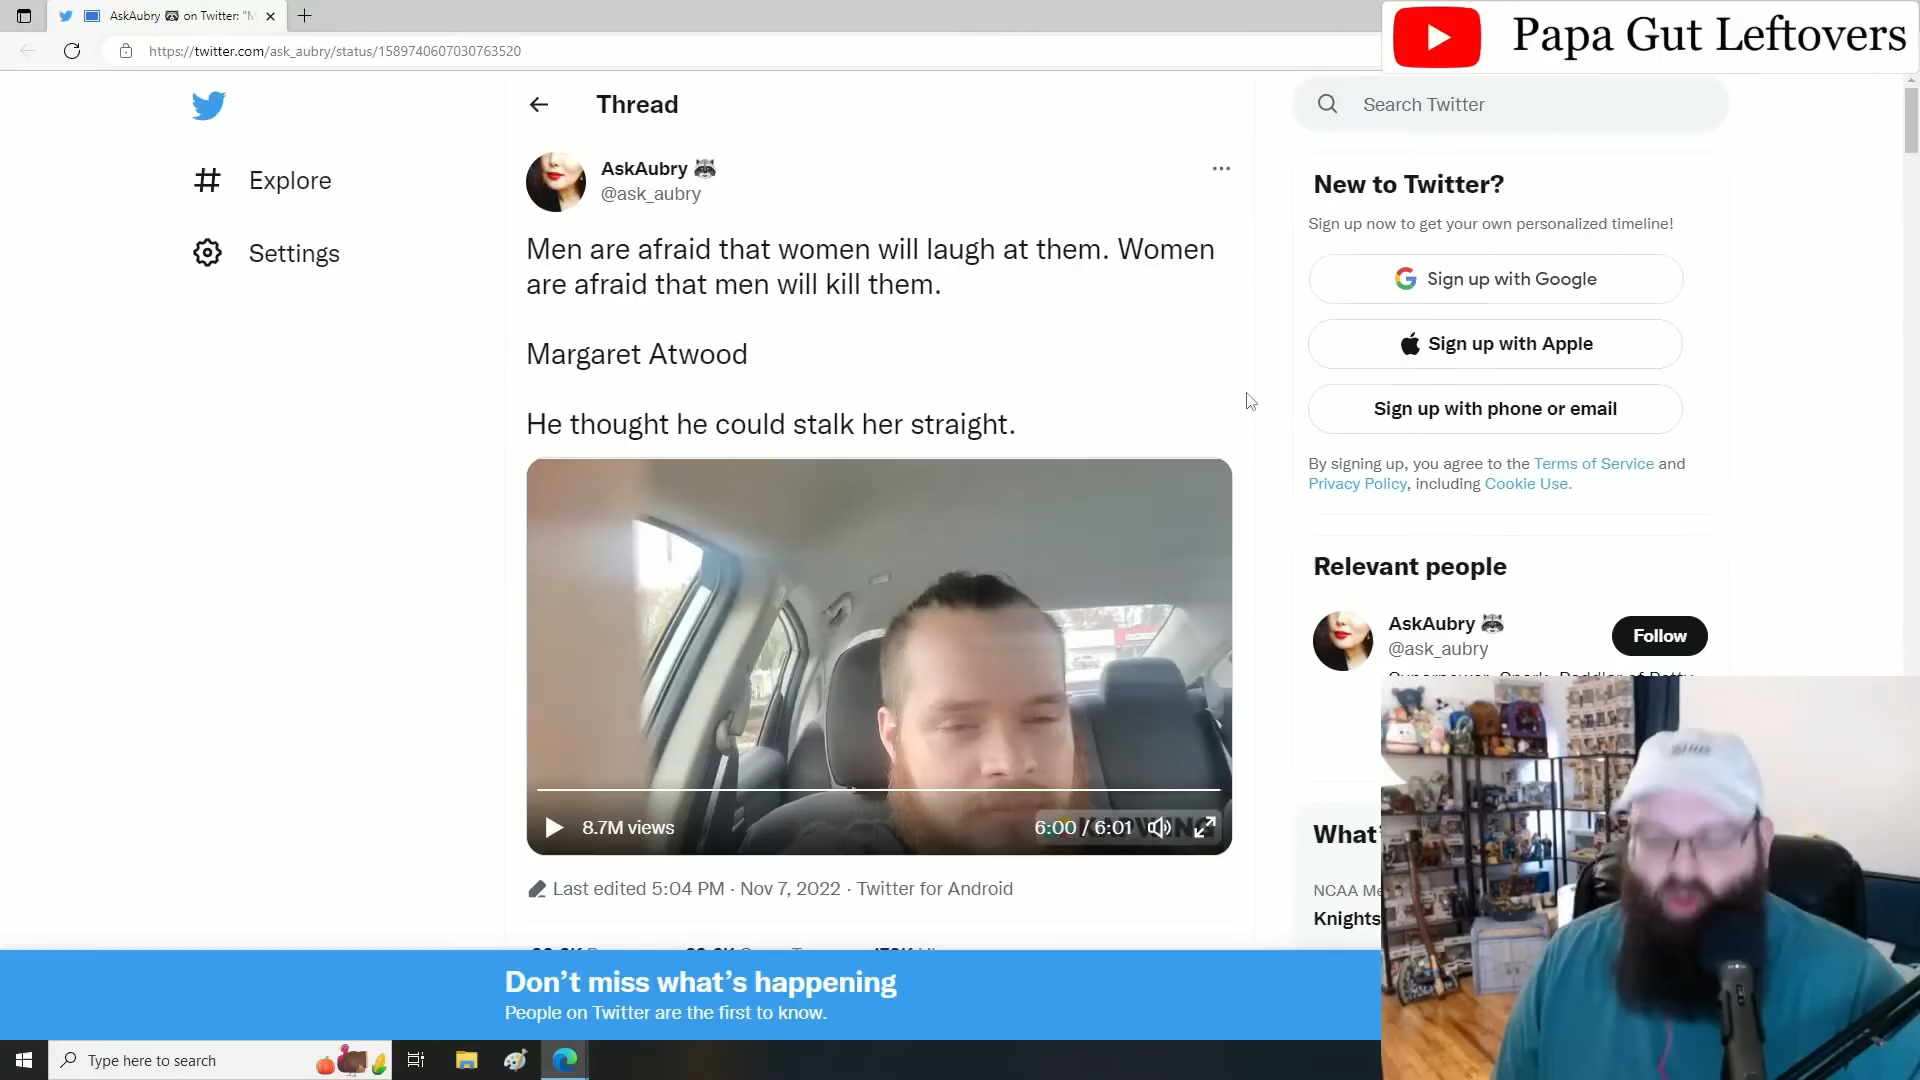 AskAubry on Twitter: "M
https://twitter.com/ask_aubry/status/1589740607030763520
Papa Gut Leftovers
Explore
Settings
Thread
AskAubry
@ask_aubry
Men are afraid that women will laugh at them. Women
are afraid that men will kill them.
Margaret Atwood
He thought he could stalk her straight.
8.7M views
6:00 / 6:01
KAPWING
Last edited 5:04 PM · Nov 7, 2022 · Twitter for Android
Search Twitter
New to Twitter?
Sign up now to get your own personalized timeline!
Sign up with Google
Sign up with Apple
Sign up with phone or email
By signing up, you agree to the Terms of Service and
Privacy Policy, including Cookie Use.
Relevant people
AskAubry
@ask_aubry
Follow
What'
NCAA Me
Knights
Don't miss what's happening
People on Twitter are the first to know.
Type here to search